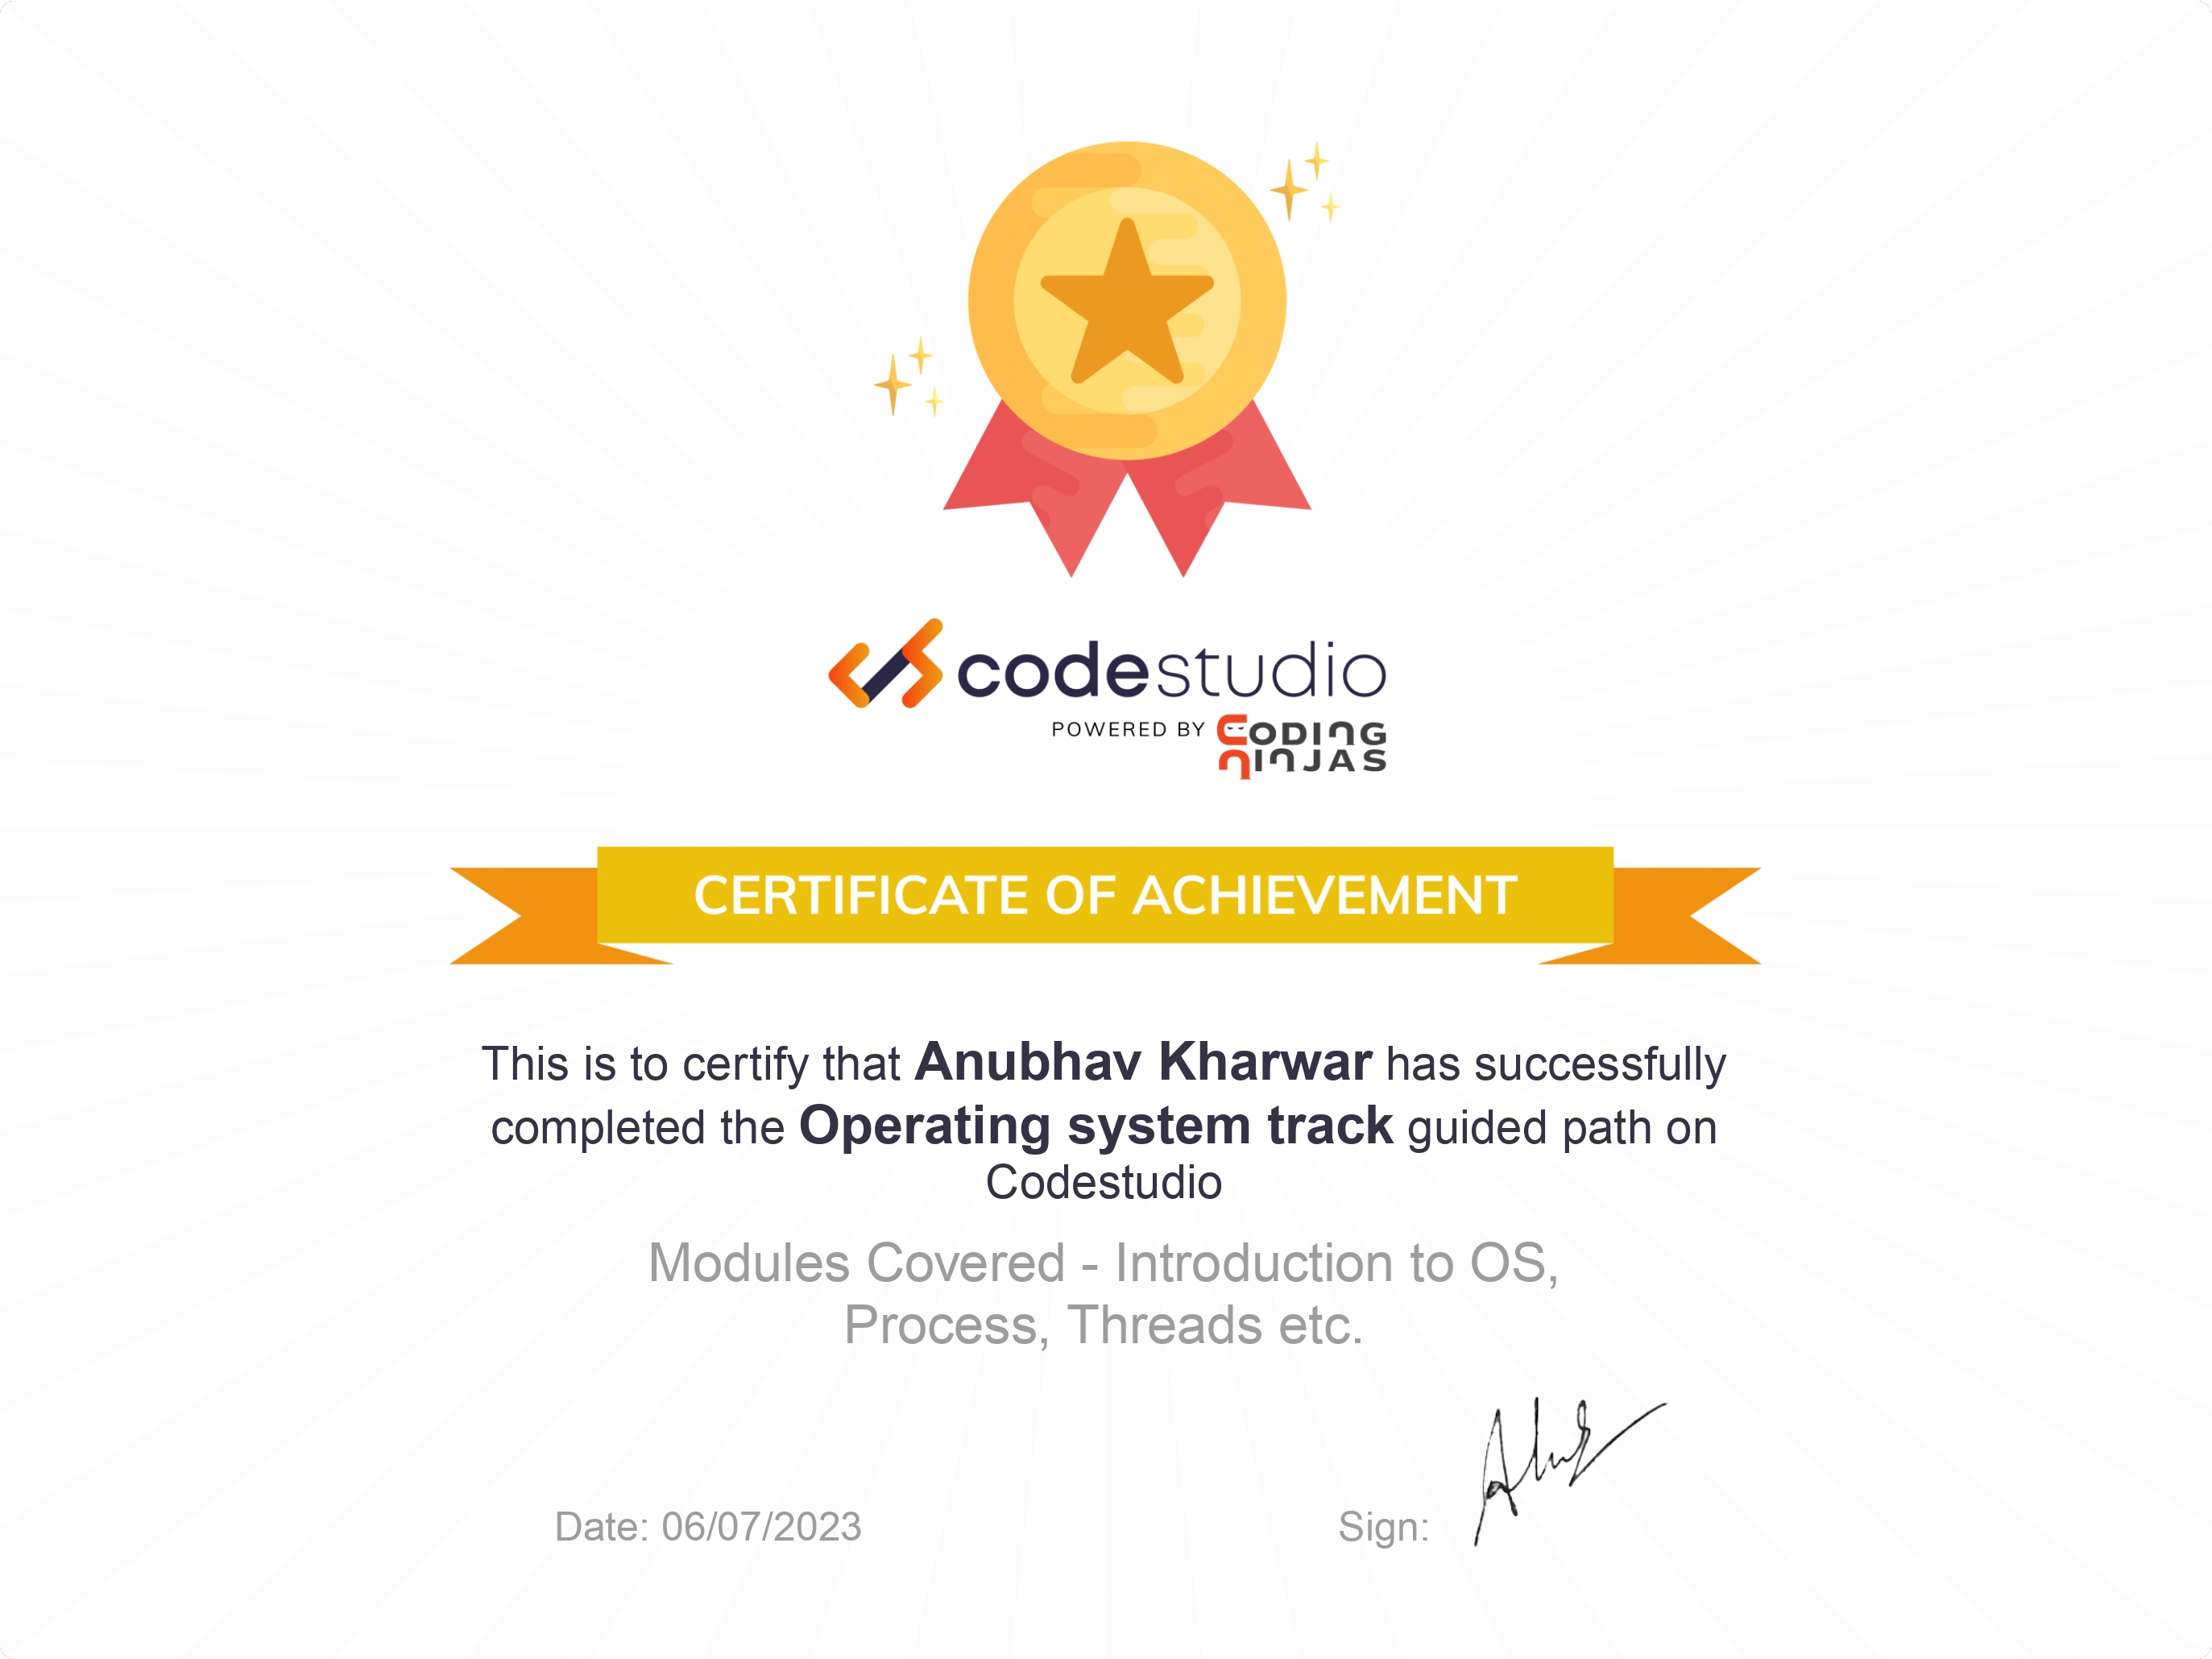 codestudio
POWERED BY CODING
NINJAS
CERTIFICATE OF ACHIEVEMENT
This is to certify that Anubhav Kharwar has successfully
completed the Operating system track guided path on
Codestudio
Modules Covered - Introduction to OS,
Process, Threads etc.
Date: 06/07/2023
Sign: